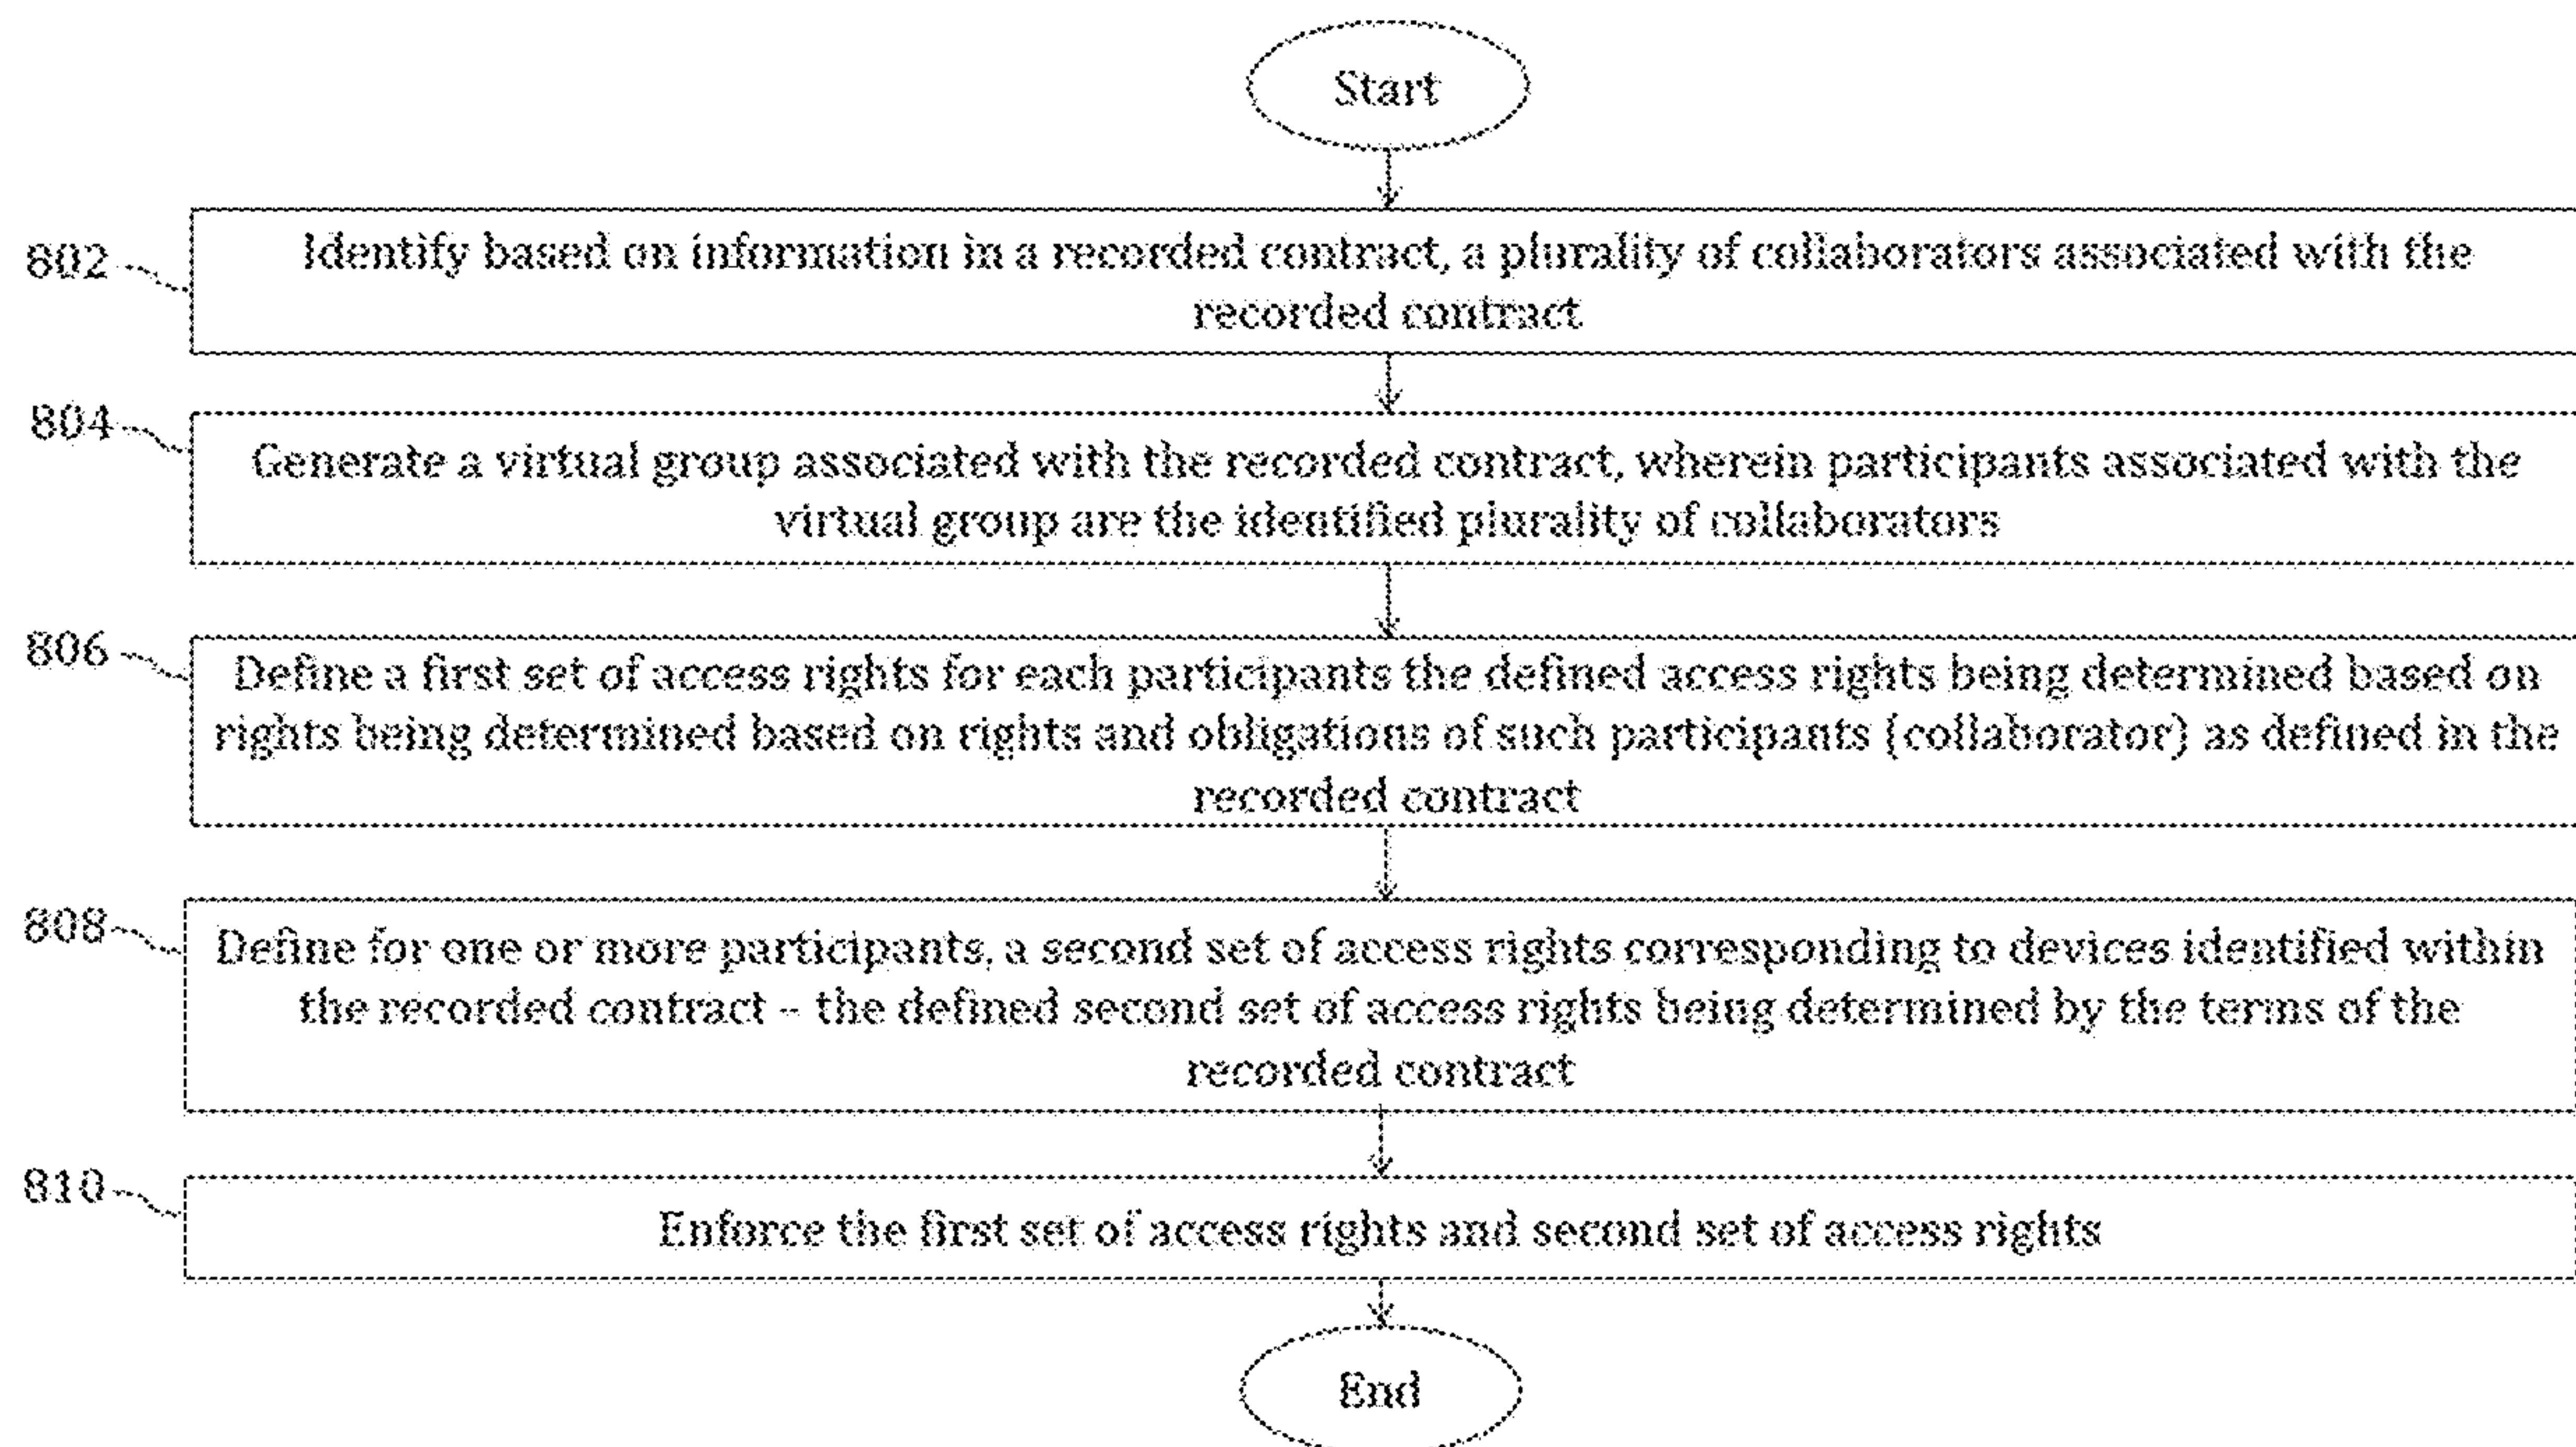 Start
802
Identify based on information in a recorded contract, a plurality of collaborators associated with the
recorded contract
804
Generate a virtual group associated with the recorded contract, wherein participants associated with the
virtual group are the identified plurality of collaborators
806
Define a first set of access rights for each participants the defined access rights being determined based on
rights being determined based on rights and obligations of such participants (collaborator) as defined in the
recorded contract
808
Define for one or more participants, a second set of access rights corresponding to devices identified within
the recorded contract – the defined second set of access rights being determined by the terms of the
recorded contract
810
Enforce the first set of access rights and second set of access rights
End